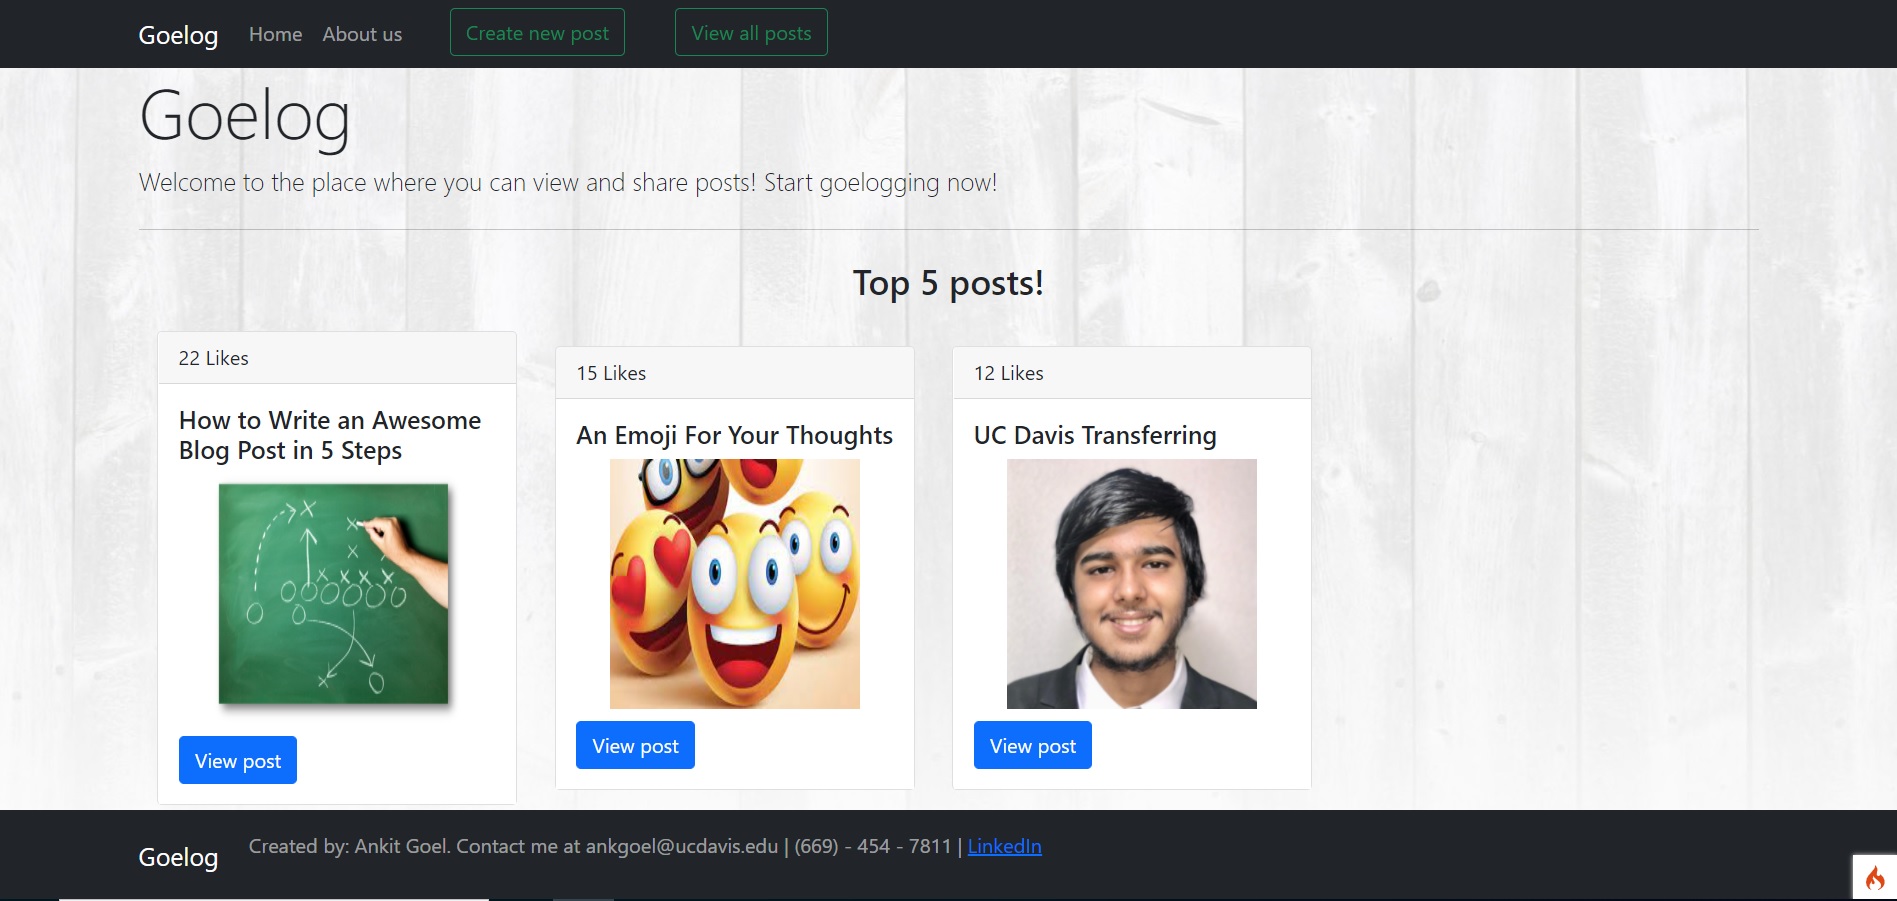 Goelog Home About us Create new post View all posts
Goelog
Welcome to the place where you can view and share posts! Start goelogging now!
Top 5 posts!
22 Likes
How to Write an Awesome
Blog Post in 5 Steps
View post
15 Likes
An Emoji For Your Thoughts
View post
12 Likes
UC Davis Transferring
View post
Goelog Created by: Ankit Goel. Contact me at ankgoel@ucdavis.edu | (669) - 454 - 7811 | LinkedIn